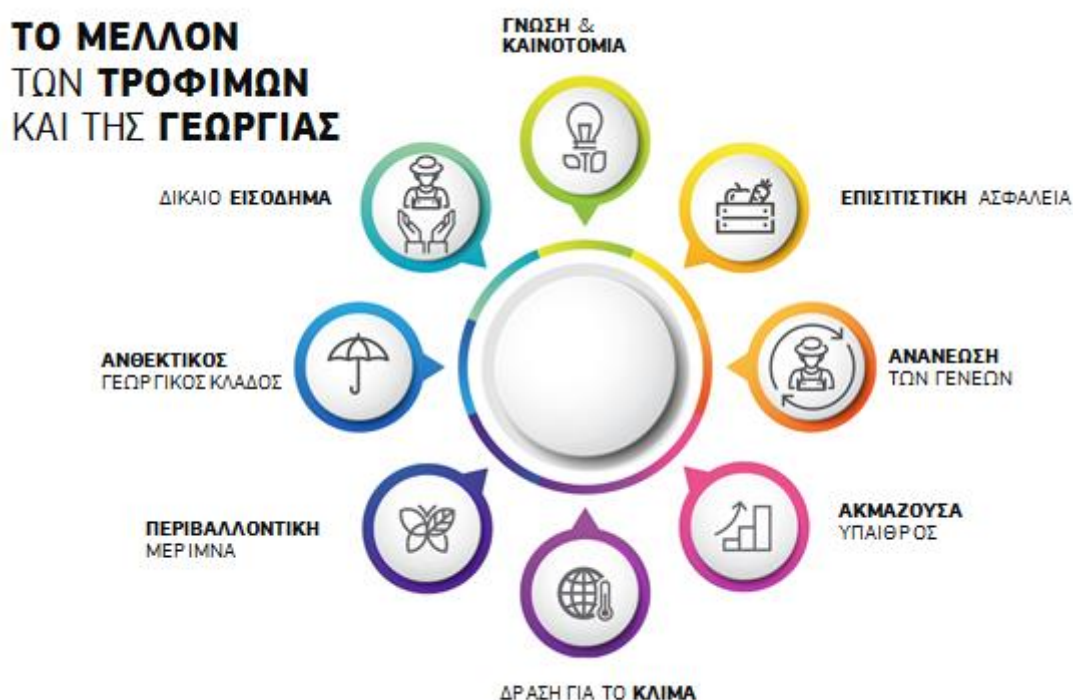 ΤΟ ΜΕΛΛΟΝ
ΤΩΝ ΤΡΟΦΙΜΩΝ
ΚΑΙ ΤΗΣ ΓΕΩΡΓΙΑΣ
ΓΝΩΣΗ &
ΚΑΙΝΟΤΟΜΙΑ
ΔΙΚΑΙΟ ΕΙΣΟΔΗΜΑ
ΕΠΙΣΙΤΙΣΤΙΚΗ ΑΣΦΑΛΕΙΑ
ΑΝΘΕΚΤΙΚΟΣ
ΓΕΩΡΓΙΚΟΣ ΚΛΑΔΟΣ
ΑΝΑΝΕΩΣΗ
ΤΩΝ ΓΕΝΕΩΝ
ΠΕΡΙΒΑΛΛΟΝΤΙΚΗ
ΜΕΡΙΜΝΑ
ΑΚΜΑΖΟΥΣΑ
ΥΠΑΙΘΡΟΣ
ΔΡΑΣΗ ΓΙΑ ΤΟ ΚΛΙΜΑ